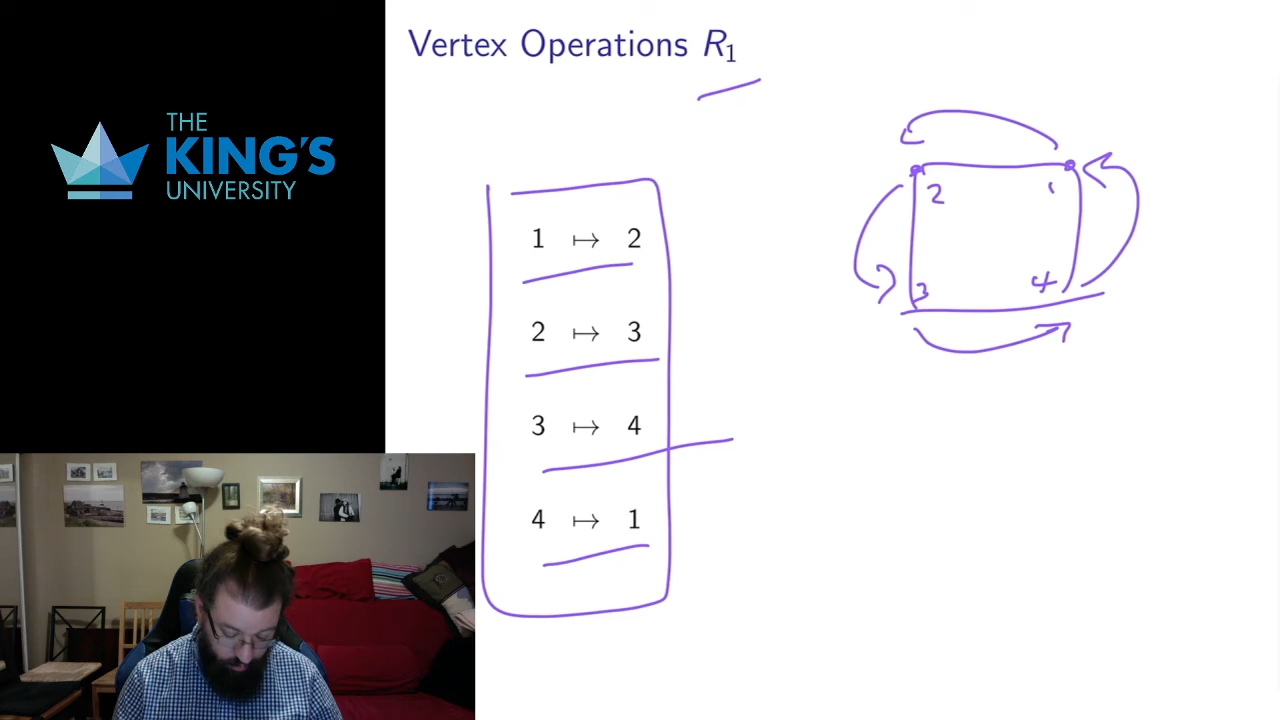 THE
KING'S
UNIVERSITY
Vertex Operations R₁
1 ↦ 2
2 ↦ 3
3 ↦ 4
4 ↦ 1
2 1
3 4